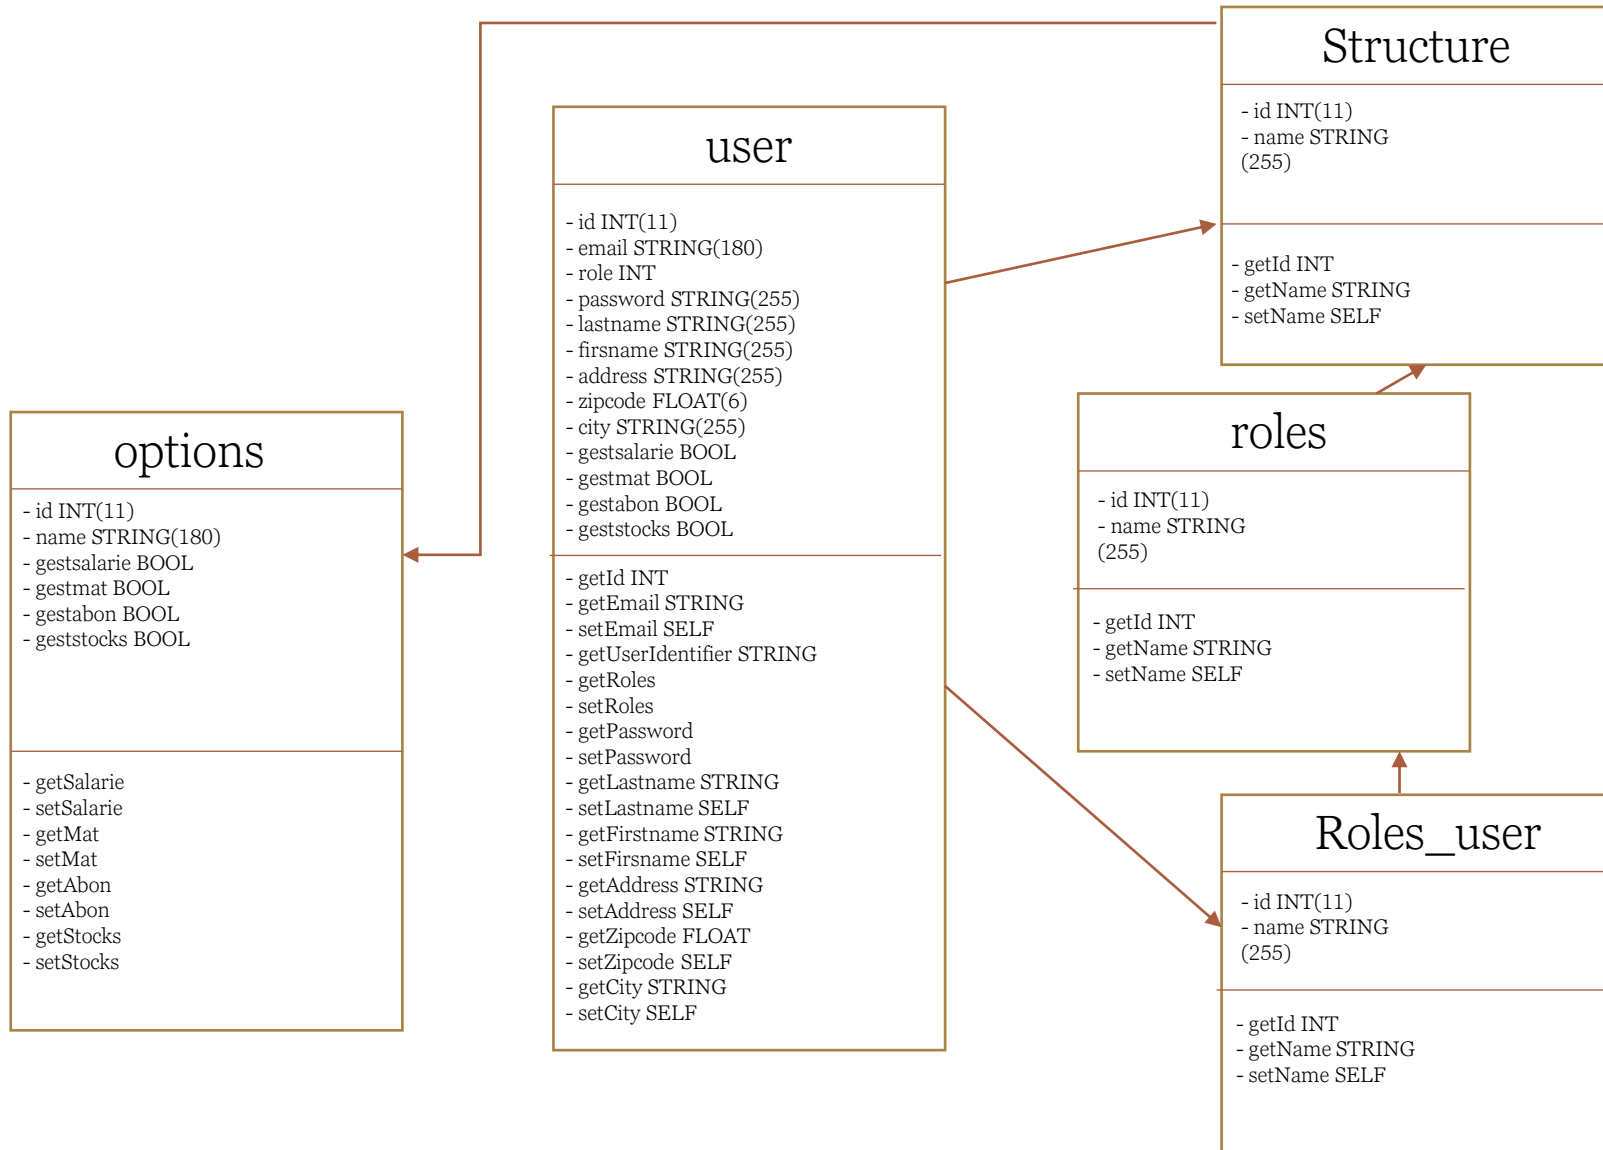 Structure
- id INT(11)
- name STRING
(255)
- getId INT
- getName STRING
- setName SELF
user
- id INT(11)
- email STRING(180)
- role INT
- password STRING(255)
- lastname STRING(255)
- firsname STRING(255)
- address STRING(255)
- zipcode FLOAT(6)
- city STRING(255)
- gestsalarie BOOL
- gestmat BOOL
- gestabon BOOL
- geststocks BOOL
- getId INT
- getEmail STRING
- setEmail SELF
- getUserIdentifier STRING
- getRoles
- setRoles
- getPassword
- setPassword
- getLastname STRING
- setLastname SELF
- getFirstname STRING
- setFirsname SELF
- getAddress STRING
- setAddress SELF
- getZipcode FLOAT
- setZipcode SELF
- getCity STRING
- setCity SELF
options
- id INT(11)
- name STRING(180)
- gestsalarie BOOL
- gestmat BOOL
- gestabon BOOL
- geststocks BOOL
- getSalarie
- setSalarie
- getMat
- setMat
- getAbon
- setAbon
- getStocks
- setStocks
roles
- id INT(11)
- name STRING
(255)
- getId INT
- getName STRING
- setName SELF
Roles_user
- id INT(11)
- name STRING
(255)
- getId INT
- getName STRING
- setName SELF